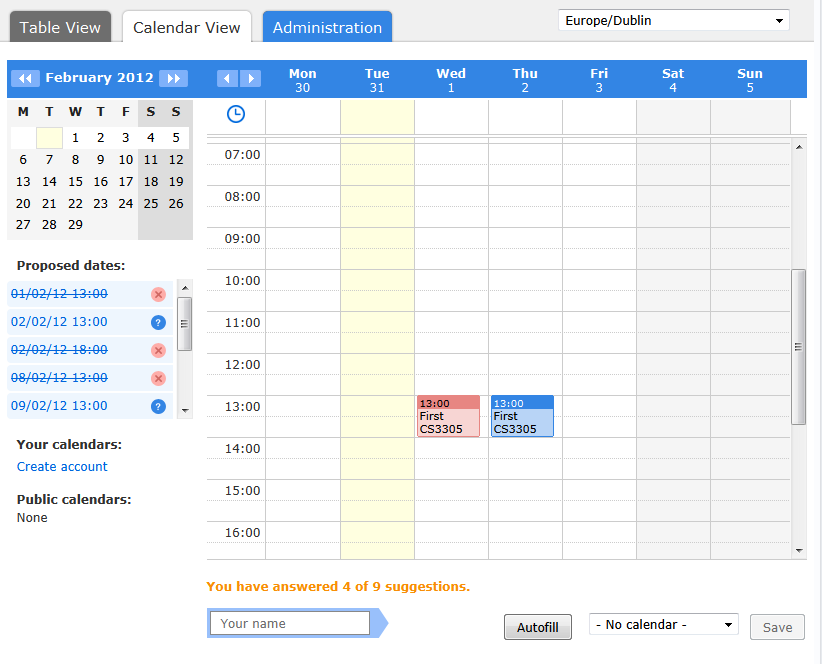 Table View
Calendar View
Administration
Europe/Dublin
February 2012
Mon Tue Wed Thu Fri Sat Sun
30 31 1 2 3 4 5
M T W T F S S
1 2 3 4 5
6 7 8 9 10 11 12
13 14 15 16 17 18 19
20 21 22 23 24 25 26
27 28 29
Proposed dates:
01/02/12 13:00
02/02/12 13:00
?
02/02/12 18:00
08/02/12 13:00
09/02/12 13:00
?
Your calendars:
Create account
Public calendars:
None
07:00
08:00
09:00
10:00
11:00
12:00
13:00
14:00
15:00
16:00
13:00
First
CS3305
13:00
First
CS3305
You have answered 4 of 9 suggestions.
Your name
Autofill
- No calendar -
Save